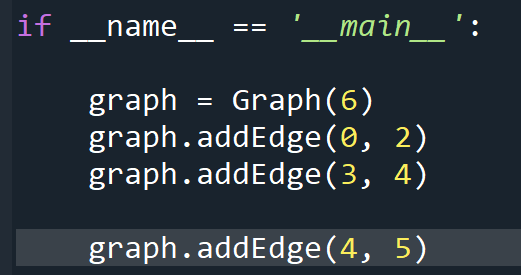 if __name__ == '__main__':
graph = Graph(6)
graph.addEdge(0, 2)
graph.addEdge(3, 4)
graph.addEdge(4, 5)